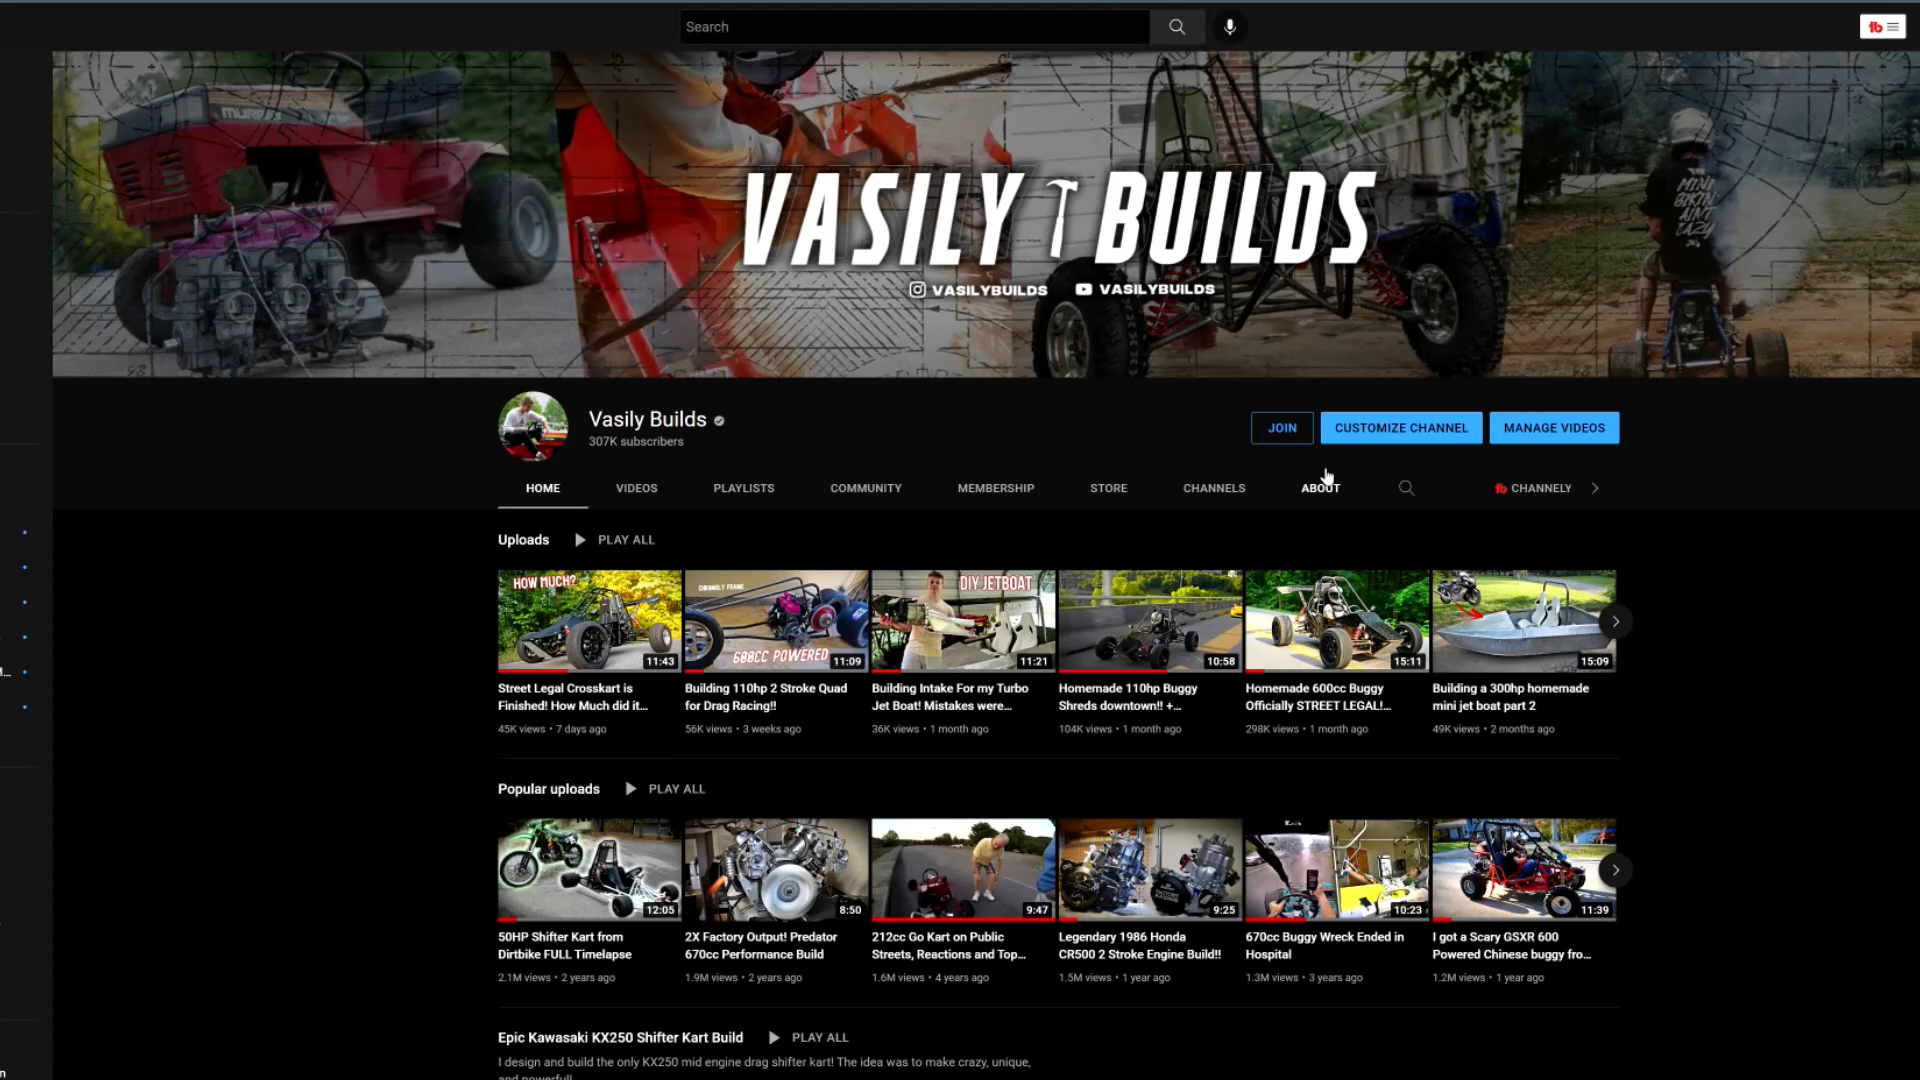 Search
MURRAY
MINI
BIKIN'
AINT
EAZY
VASILY BUILDS
VASILYBUILDS VASILYBUILDS
Vasily Builds
307K subscribers
JOIN CUSTOMIZE CHANNEL MANAGE VIDEOS
HOME VIDEOS PLAYLISTS COMMUNITY MEMBERSHIP STORE CHANNELS ABOUT CHANNELY
Uploads PLAY ALL
HOW MUCH? CHROMOLY FRAME DIY JETBOAT
600CC POWERED
11:43 11:09 11:21 10:58 15:11 15:09
Street Legal Crosskart is
Finished! How Much did it...
45K views • 7 days ago
Building 110hp 2 Stroke Quad
for Drag Racing!!
56K views • 3 weeks ago
Building Intake For my Turbo
Jet Boat! Mistakes were...
36K views • 1 month ago
Homemade 110hp Buggy
Shreds downtown!! +...
104K views • 1 month ago
Homemade 600cc Buggy
Officially STREET LEGAL!...
298K views • 1 month ago
Building a 300hp homemade
mini jet boat part 2
49K views • 2 months ago
Popular uploads PLAY ALL
12:05 8:50 9:47 9:25 10:23 11:39
50HP Shifter Kart from
Dirtbike FULL Timelapse
2.1M views • 2 years ago
2X Factory Output! Predator
670cc Performance Build
1.9M views • 2 years ago
212cc Go Kart on Public
Streets, Reactions and Top...
1.6M views • 4 years ago
Legendary 1986 Honda
CR500 2 Stroke Engine Build!!
1.5M views • 1 year ago
670cc Buggy Wreck Ended in
Hospital
1.3M views • 3 years ago
I got a Scary GSXR 600
Powered Chinese buggy fro...
1.2M views • 1 year ago
Epic Kawasaki KX250 Shifter Kart Build PLAY ALL
I design and build the only KX250 mid engine drag shifter kart! The idea was to make crazy, unique,
and powerful!